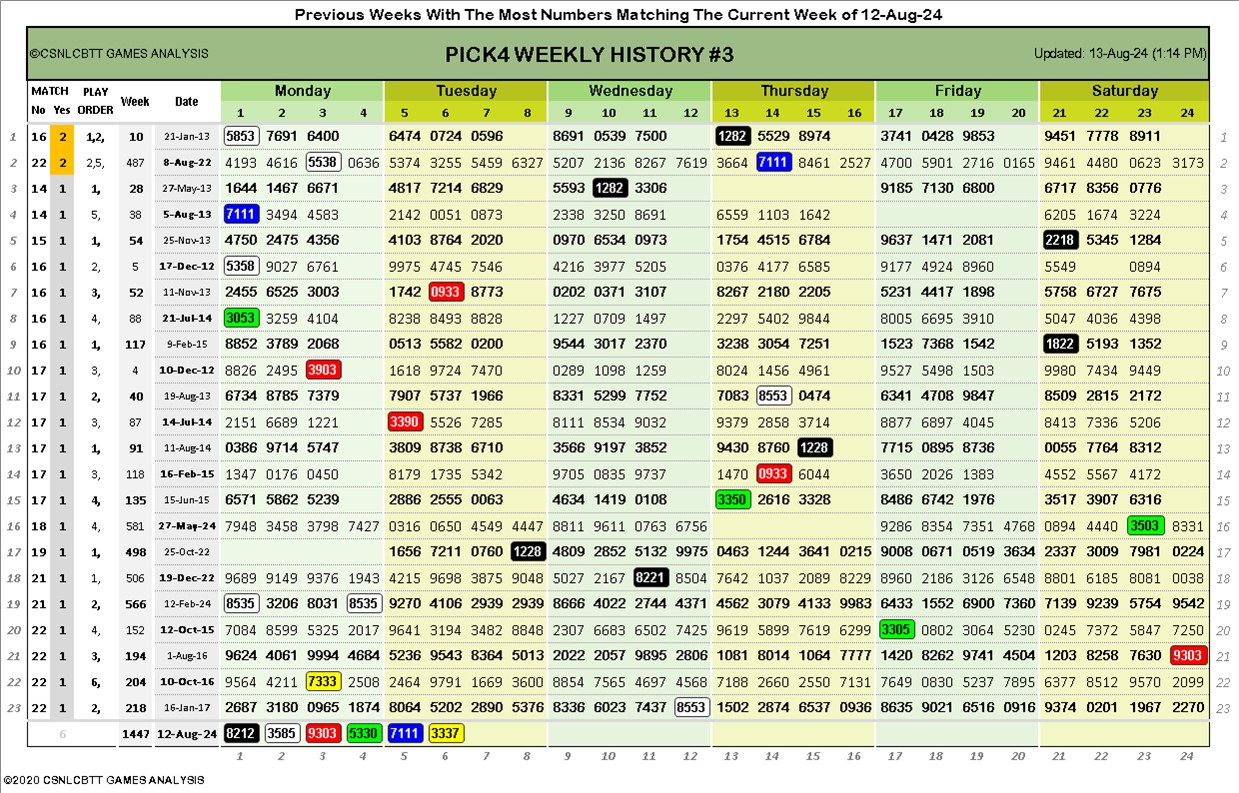 Previous Weeks With The Most Numbers Matching The Current Week of 12-Aug-24
©CSNLCBTT GAMES ANALYSIS PICK4 WEEKLY HISTORY #3 Updated: 13-Aug-24 (1:14 PM)
MATCH PLAY Week Date Monday Tuesday Wednesday Thursday Friday Saturday
No Yes ORDER 1 2 3 4 5 6 7 8 9 10 11 12 13 14 15 16 17 18 19 20 21 22 23 24
1 16 2 1,2, 10 21-Jan-13 5853 7691 6400 6474 0724 0596 8691 0539 7500 1282 5529 8974 3741 0428 9853 9451 7778 8911 1
2 22 2 2,5, 487 8-Aug-22 4193 4616 5538 0636 5374 3255 5459 6327 5207 2136 8267 7619 3664 7111 8461 2527 4700 5901 2716 0165 9461 4480 0623 3173 2
3 14 1 1, 28 27-May-13 1644 1467 6671 4817 7214 6829 5593 1282 3306 9185 7130 6800 6717 8356 0776 3
4 14 1 5, 38 5-Aug-13 7111 3494 4583 2142 0051 0873 2338 3250 8691 6559 1103 1642 6205 1674 3224 4
5 15 1 1, 54 25-Nov-13 4750 2475 4356 4103 8764 2020 0970 6534 0973 1754 4515 6784 9637 1471 2081 2218 5345 1284 5
6 16 1 2, 5 17-Dec-12 5358 9027 6761 9975 4745 7546 4216 3977 5205 0376 4177 6585 9177 4924 8960 5549 0894 6
7 16 1 3, 52 11-Nov-13 2455 6525 3003 1742 0933 8773 0202 0371 3107 8267 2180 2205 5231 4417 1898 5758 6727 7675 7
8 16 1 4, 88 21-Jul-14 3053 3259 4104 8238 8493 8828 1227 0709 1497 2297 5402 9844 8005 6695 3910 5047 4036 4398 8
9 16 1 1, 117 9-Feb-15 8852 3789 2068 0513 5582 0200 9544 3017 2370 3238 3054 7251 1523 7368 1542 1822 5193 1352 9
10 17 1 3, 4 10-Dec-12 8826 2495 3903 1618 9724 7470 0289 1098 1259 8024 1456 4961 9527 5498 1503 9980 7434 9449 10
11 17 1 2, 40 19-Aug-13 6734 8785 7379 7907 5737 1966 8331 5299 7752 7083 8553 0474 6341 4708 9847 8509 2815 2172 11
12 17 1 3, 87 14-Jul-14 2151 6689 1221 3390 5526 7285 8111 8534 9032 9379 2858 3714 8877 6897 4045 8413 7336 5206 12
13 17 1 1, 91 11-Aug-14 0386 9714 5747 3809 8738 6710 3566 9197 3852 9430 8760 1228 7715 0895 8736 0055 7764 8312 13
14 17 1 3, 118 16-Feb-15 1347 0176 0450 8179 1735 5342 9705 0835 9737 1470 0933 6044 3650 2026 1383 4552 5567 4172 14
15 17 1 4, 135 15-Jun-15 6571 5862 5239 2886 2555 0063 4634 1419 0108 3350 2616 3328 8486 6742 1976 3517 3907 6316 15
16 18 1 4, 581 27-May-24 7948 3458 3798 7427 0316 0650 4549 4447 8811 9611 0763 6756 9286 8354 7351 4768 0894 4440 3503 8331 16
17 19 1 1, 498 25-Oct-22 1656 7211 0760 1228 4809 2852 5132 9975 0463 1244 3641 0215 9008 0671 0519 3634 2337 3009 7981 0224 17
18 21 1 1, 506 19-Dec-22 9689 9149 9376 1943 4215 9698 3875 9048 5027 2167 8221 8504 7642 1037 2089 8229 8960 2186 3126 6548 8801 6185 8081 0038 18
19 21 1 2, 566 12-Feb-24 8535 3206 8031 8535 9270 4106 2939 2939 8666 4022 2744 4371 4562 3079 4133 9983 6433 1552 6900 7360 7139 9239 5754 9542 19
20 22 1 4, 152 12-Oct-15 7084 8599 5325 2017 9641 3194 3482 8848 2307 6683 6502 7425 9619 5899 7619 6299 3305 0802 3064 5230 0245 7372 5847 7250 20
21 22 1 3, 194 1-Aug-16 9624 4061 9994 4684 5236 9543 8364 5013 2022 2057 9895 2806 1081 8014 1064 7777 1420 8262 9741 4504 1203 8258 7630 9303 21
22 22 1 6, 204 10-Oct-16 9564 4211 7333 2508 2464 9791 1669 3600 8854 7565 4697 4568 7188 2660 2550 7131 7649 0830 5237 7895 6377 8512 9570 2099 22
23 22 1 2, 218 16-Jan-17 2687 3180 0965 1874 8064 5202 2890 5376 8336 6023 7437 8553 1502 2874 6537 0936 8635 9021 6516 0916 9374 0201 1967 2270 23
6 1447 12-Aug-24 8212 3585 9303 5330 7111 3337
1 2 3 4 5 6 7 8 9 10 11 12 13 14 15 16 17 18 19 20 21 22 23 24
©2020 CSNLCBTT GAMES ANALYSIS